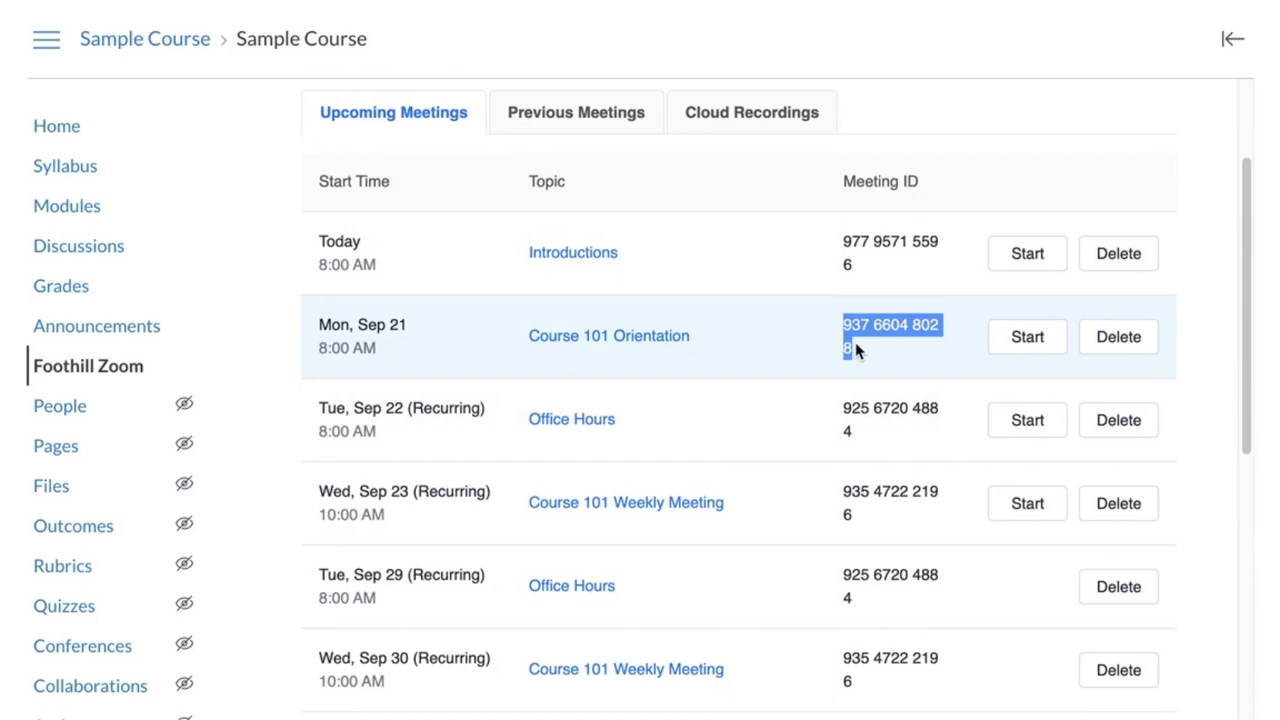 Sample Course > Sample Course
Home
Syllabus
Modules
Discussions
Grades
Announcements
Foothill Zoom
People
Pages
Files
Outcomes
Rubrics
Quizzes
Conferences
Collaborations
Upcoming Meetings Previous Meetings Cloud Recordings
Start Time Topic Meeting ID
Today
8:00 AM
Introductions
977 9571 559
6
Start Delete
Mon, Sep 21
8:00 AM
Course 101 Orientation
937 6604 802
8
Start Delete
Tue, Sep 22 (Recurring)
8:00 AM
Office Hours
925 6720 488
4
Start Delete
Wed, Sep 23 (Recurring)
10:00 AM
Course 101 Weekly Meeting
935 4722 219
6
Start Delete
Tue, Sep 29 (Recurring)
8:00 AM
Office Hours
925 6720 488
4
Delete
Wed, Sep 30 (Recurring)
10:00 AM
Course 101 Weekly Meeting
935 4722 219
6
Delete